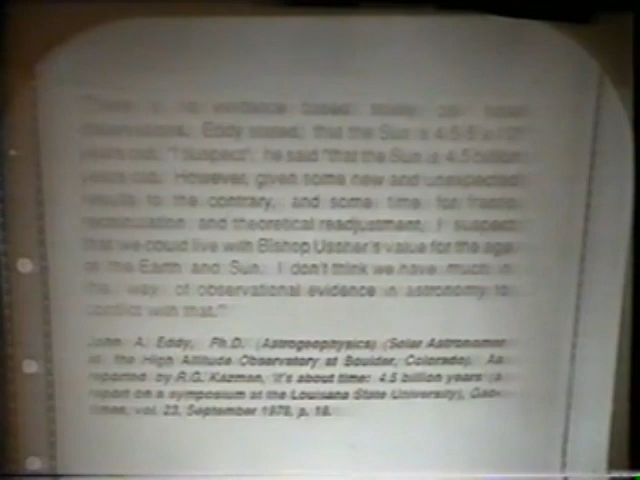 "There is no evidence based solely on solar
observations, Eddy stated, that the Sun is 4.5-5 x 10⁹
years old. "I suspect", he said "that the Sun is 4.5 billion
years old. However, given some new and unexpected
results to the contrary, and some time for frantic
recalculation and theoretical readjustment, I suspect
that we could live with Bishop Ussher's value for the age
of the Earth and Sun. I don't think we have much in
the way of observational evidence in astronomy to
conflict with that."
John A. Eddy, Ph.D. (Astrogeophysics) (Solar Astronomer
at the High Altitude Observatory at Boulder, Colorado). As
reported by R.G. Kazman, It's about time: 4.5 billion years (a
report on a symposium at the Louisiana State University), Geo-
times, vol. 23, September 1978, p. 18.